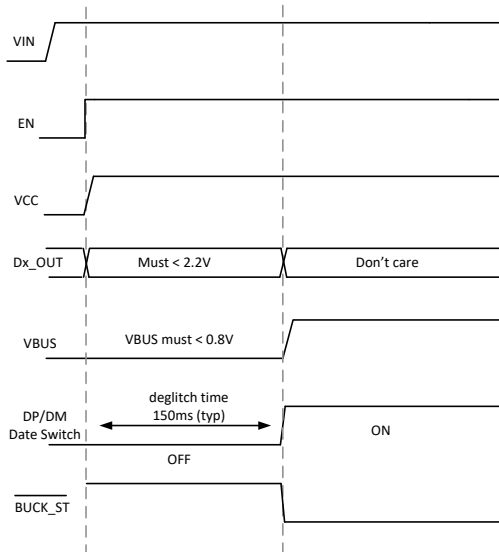 VIN
EN
VCC
Dx_OUT
Must < 2.2V
Don't care
VBUS
VBUS must < 0.8V
deglitch time
150ms (typ)
DP/DM
Date Switch
OFF
ON
BUCK_ST